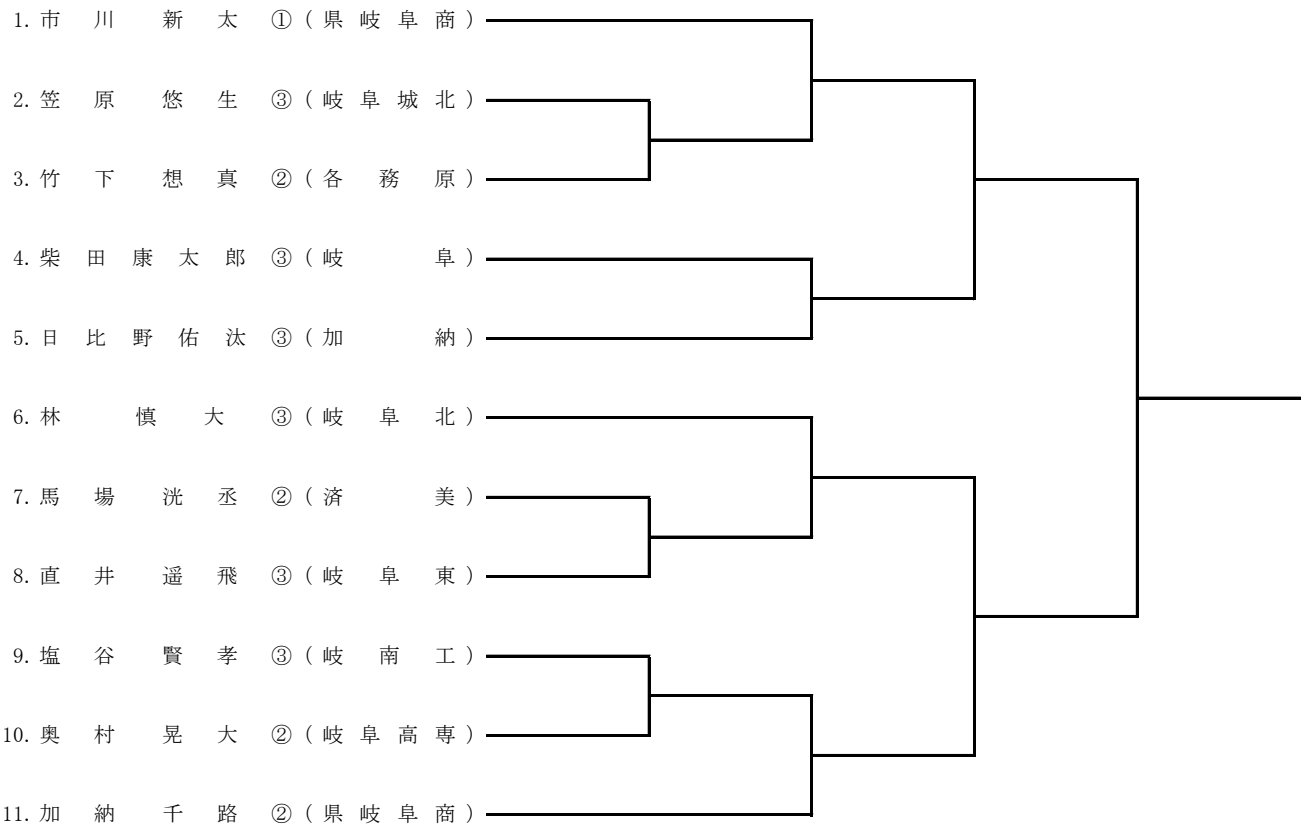 1. 市川新太 ① (県岐阜商)
2. 笠原悠生 ③ (岐阜城北)
3. 竹下想真 ② (各務原)
4. 柴田康太郎 ③ (岐阜)
5. 日比野佑汰 ③ (加納)
6. 林慎大 ③ (岐阜北)
7. 馬場洸丞 ② (済美)
8. 直井遥飛 ③ (岐阜東)
9. 塩谷賢孝 ③ (岐南工)
10. 奥村晃大 ② (岐阜高専)
11. 加納千路 ② (県岐阜商)